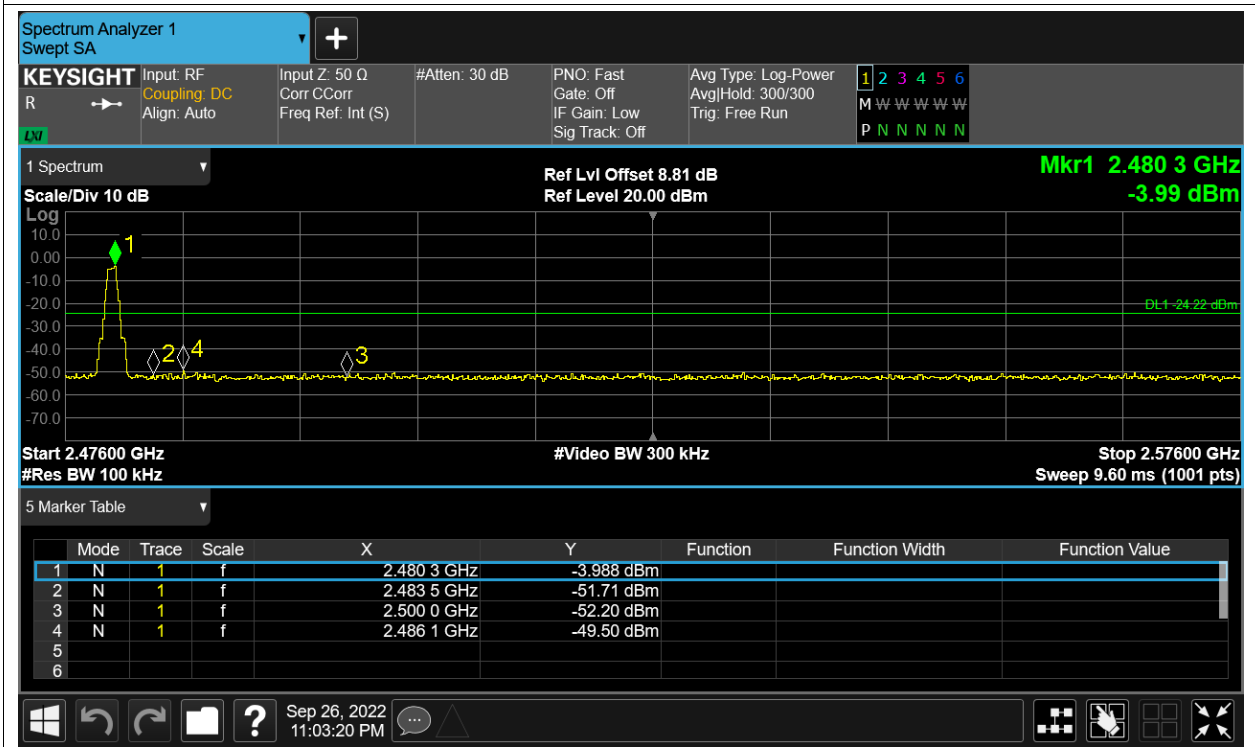 Spectrum Analyzer 1
Swept SA
KEYSIGHT Input: RF Input Z: 50 Ω #Atten: 30 dB PNO: Fast Avg Type: Log-Power 1 2 3 4 5 6
R Coupling: DC Corr CCorr Gate: Off Avg|Hold: 300/300 M W W W W W W
Align: Auto Freq Ref: Int (S) IF Gain: Low Trig: Free Run
LXI Sig Track: Off P N N N N N
1 Spectrum Ref Lvl Offset 8.81 dB Mkr1 2.480 3 GHz
Scale/Div 10 dB Ref Level 20.00 dBm -3.99 dBm
Log
10.0
1
0.00
-10.0
-20.0
DL1 -24.22 dBm
-30.0
-40.0
2 4 3
-50.0
-60.0
-70.0
Start 2.47600 GHz #Video BW 300 kHz Stop 2.57600 GHz
#Res BW 100 kHz Sweep 9.60 ms (1001 pts)
5 Marker Table
Mode Trace Scale X Y Function Function Width Function Value
1 N 1 f 2.480 3 GHz -3.988 dBm
2 N 1 f 2.483 5 GHz -51.71 dBm
3 N 1 f 2.500 0 GHz -52.20 dBm
4 N 1 f 2.486 1 GHz -49.50 dBm
5
6
? Sep 26, 2022
11:03:20 PM